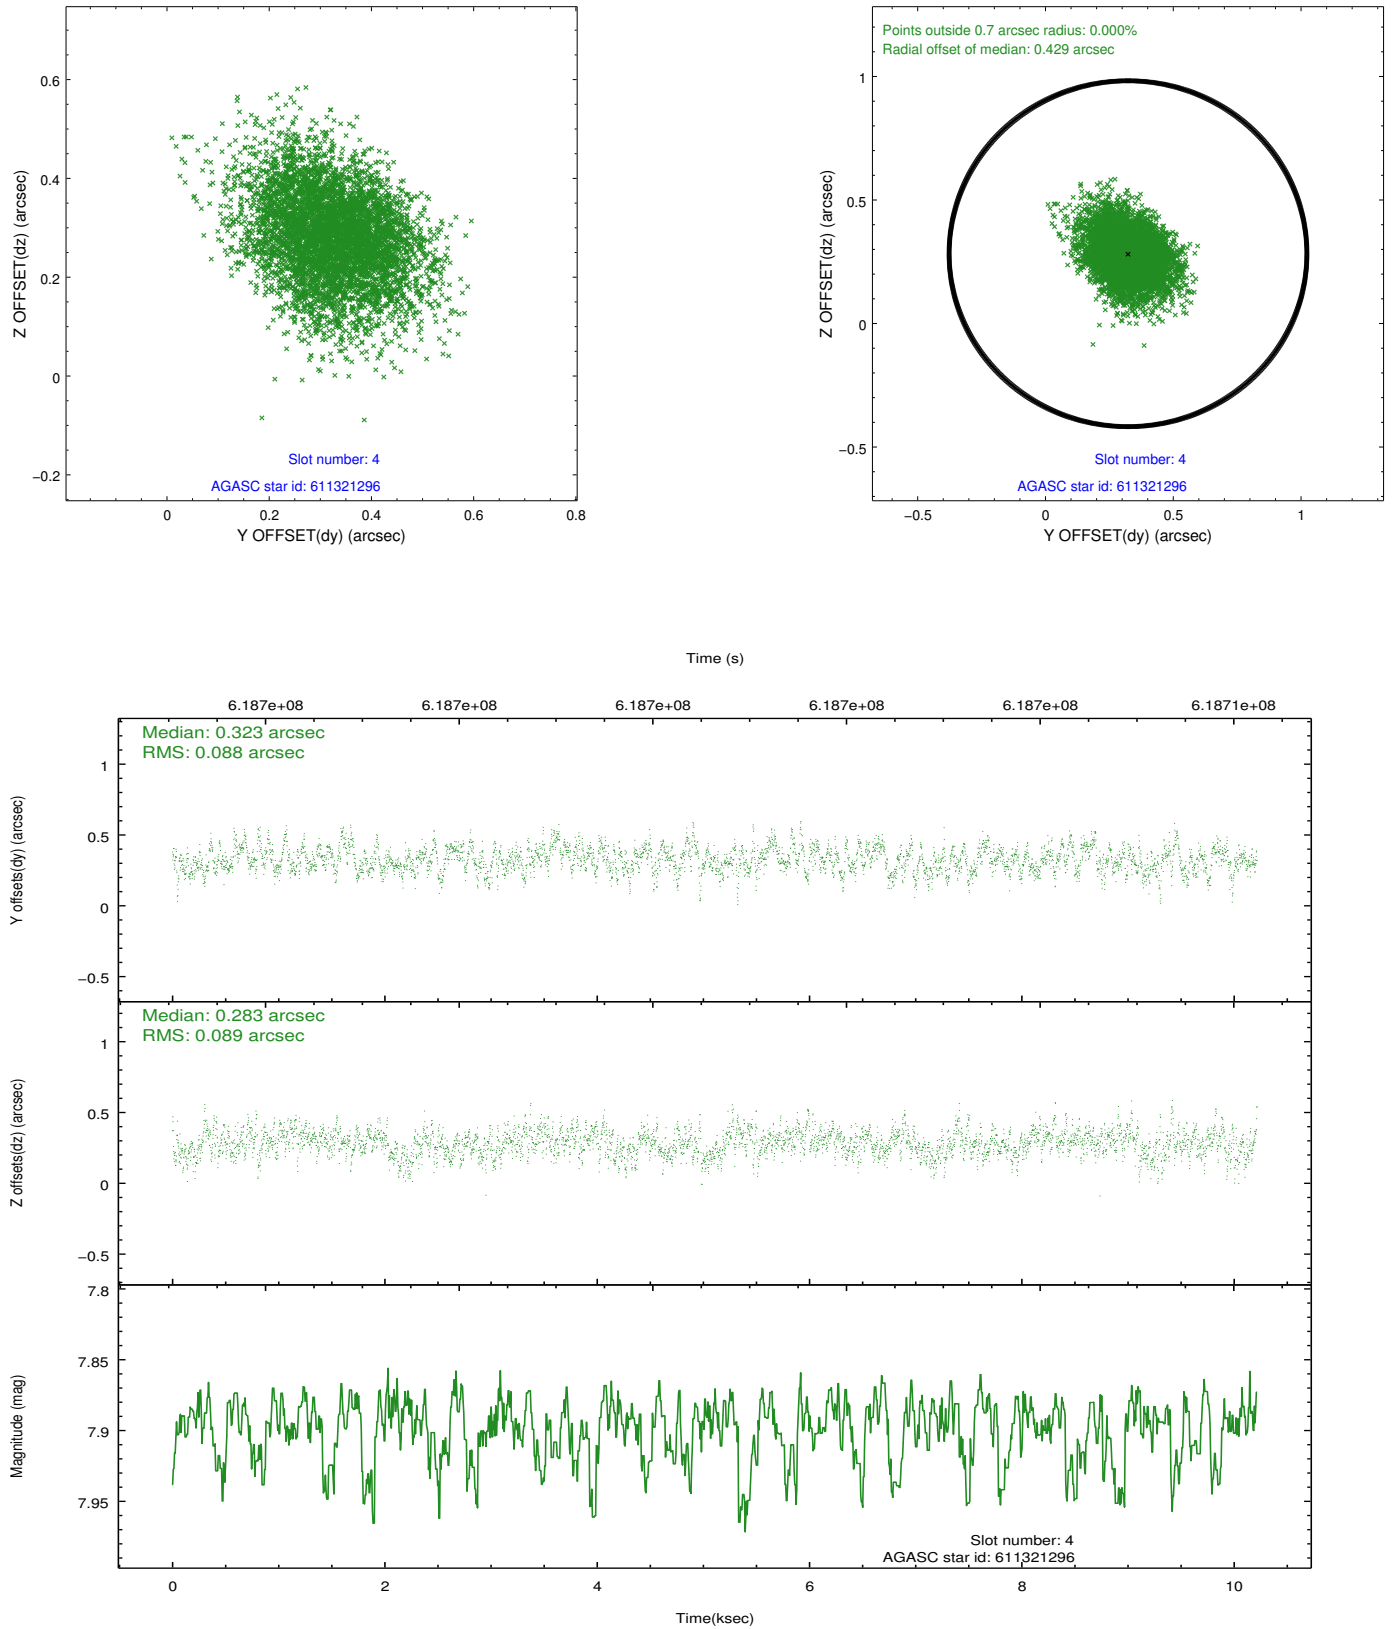 0.6
0.4
0.2
0
−0.2
Z OFFSET(dz) (arcsec)
Slot number: 4
AGASC star id: 611321296
0 0.2 0.4 0.6 0.8
Y OFFSET(dy) (arcsec)
Points outside 0.7 arcsec radius: 0.000%
Radial offset of median: 0.429 arcsec
1
0.5
0
−0.5
Z OFFSET(dz) (arcsec)
Slot number: 4
AGASC star id: 611321296
−0.5 0 0.5 1
Y OFFSET(dy) (arcsec)
Time (s)
6.187e+08 6.187e+08 6.187e+08 6.187e+08 6.187e+08 6.1871e+08
Median: 0.323 arcsec
RMS: 0.088 arcsec
1
0.5
0
−0.5
Y offsets(dy) (arcsec)
Median: 0.283 arcsec
RMS: 0.089 arcsec
1
0.5
0
−0.5
Z offsets(dz) (arcsec)
7.8
7.85
7.9
7.95
Magnitude (mag)
Slot number: 4
AGASC star id: 611321296
0 2 4 6 8 10
Time(ksec)